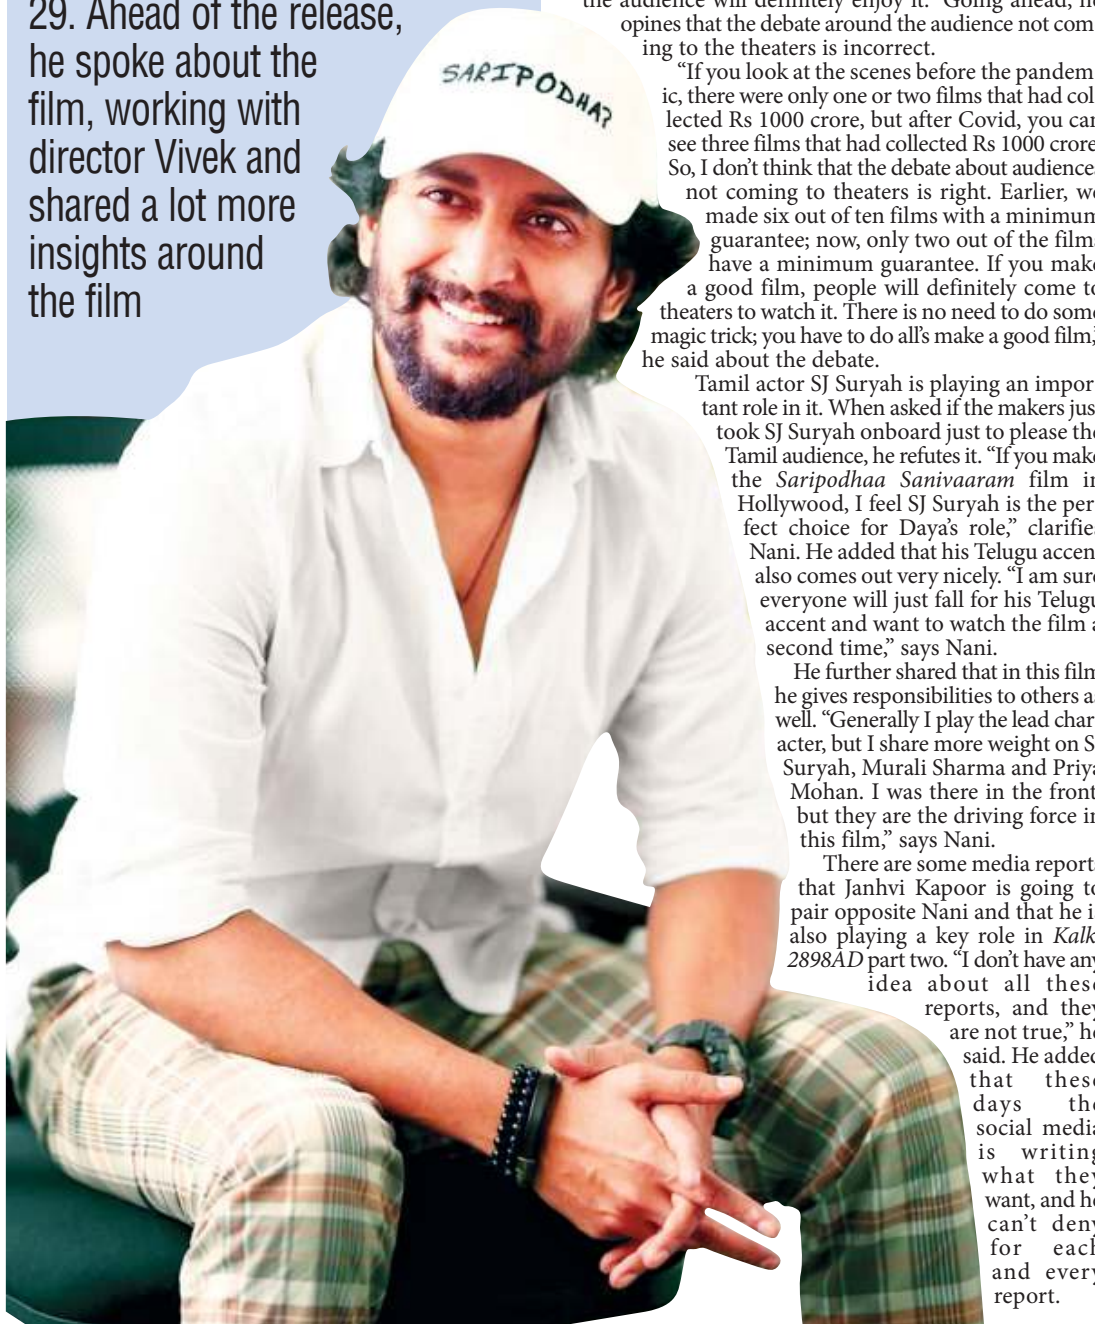 29. Ahead of the release,
he spoke about the
film, working with
director Vivek and
shared a lot more
insights around
the film
SARIPODHA?
the audience will definitely enjoy it." Going ahead, he
opines that the debate around the audience not com
ing to the theaters is incorrect.
"If you look at the scenes before the pandem
ic, there were only one or two films that had col
lected Rs 1000 crore, but after Covid, you can
see three films that had collected Rs 1000 crore
So, I don't think that the debate about audience
not coming to theaters is right. Earlier, we
made six out of ten films with a minimum
guarantee; now, only two out of the films
have a minimum guarantee. If you make
a good film, people will definitely come to
theaters to watch it. There is no need to do some
magic trick; you have to do all's make a good film,"
he said about the debate.
Tamil actor SJ Suryah is playing an impor
tant role in it. When asked if the makers just
took SJ Suryah onboard just to please the
Tamil audience, he refutes it. "If you make
the Saripodhaa Sanivaaram film in
Hollywood, I feel SJ Suryah is the per
fect choice for Daya's role," clarifies
Nani. He added that his Telugu accent
also comes out very nicely. "I am sure
everyone will just fall for his Telugu
accent and want to watch the film a
second time," says Nani.
He further shared that in this film
he gives responsibilities to others as
well. "Generally I play the lead char
acter, but I share more weight on S
Suryah, Murali Sharma and Priya
Mohan. I was there in the front
but they are the driving force in
this film," says Nani.
There are some media reports
that Janhvi Kapoor is going to
pair opposite Nani and that he is
also playing a key role in Kalki
2898AD part two. "I don't have any
idea about all these
reports, and they
are not true," he
said. He added
that these
days the
social media
is writing
what they
want, and he
can't deny
for each
and every
report.